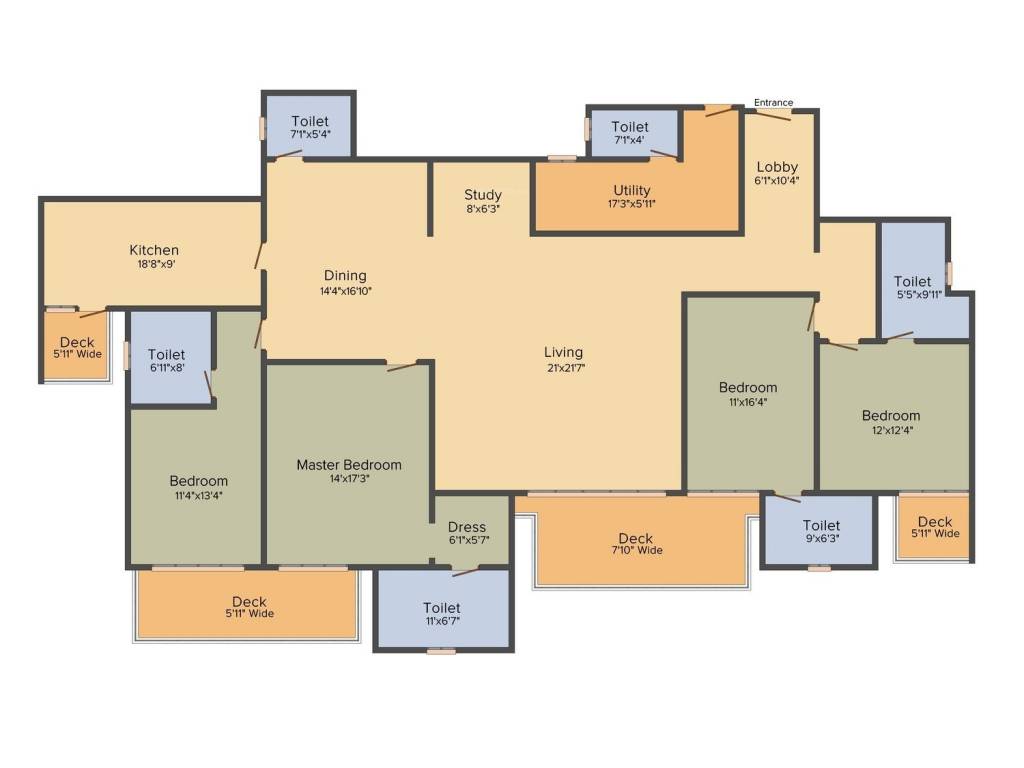 Entrance
Toilet
7'1"x5'4"
Toilet
7'1"x4'
Lobby
6'1"x10'4"
Study
8'x6'3"
Utility
17'3"x5'11"
Kitchen
18'8"x9'
Dining
14'4"x16'10"
Toilet
5'5"x9'11"
Deck
5'11" Wide
Toilet
6'11"x8'
Living
21'x21'7"
Bedroom
11'x16'4"
Bedroom
12'x12'4"
Master Bedroom
14'x17'3"
Bedroom
11'4"x13'4"
Dress
6'1"x5'7"
Deck
7'10" Wide
Toilet
9'x6'3"
Deck
5'11" Wide
Deck
5'11" Wide
Toilet
11'x6'7"